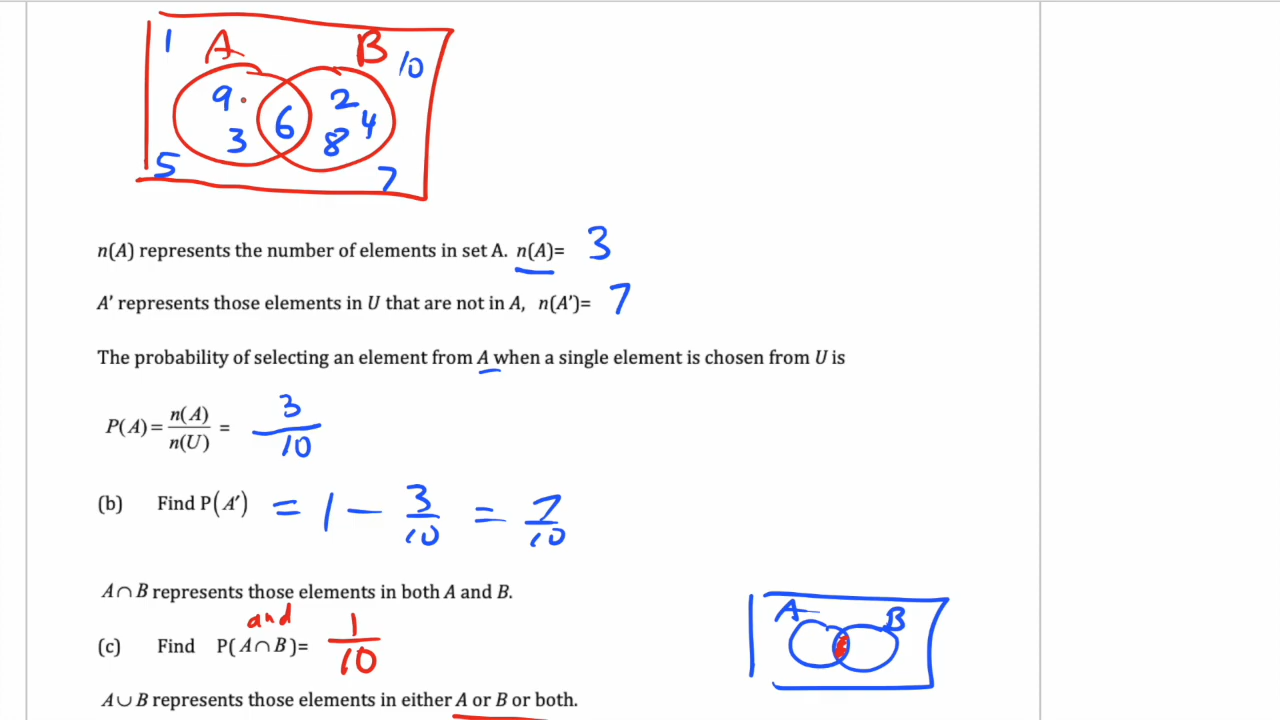 1 A B 10
9 2
6 4
3 8
5 7
n(A) represents the number of elements in set A. n(A)= 3
A' represents those elements in U that are not in A, n(A')= 7
The probability of selecting an element from A when a single element is chosen from U is
P(A)= n(A)/n(U) = 3/10
(b) Find P(A') = 1 - 3/10 = 7/10
A∩B represents those elements in both A and B.
and
(c) Find P(A∩B)= 1/10
A B
A∪B represents those elements in either A or B or both.